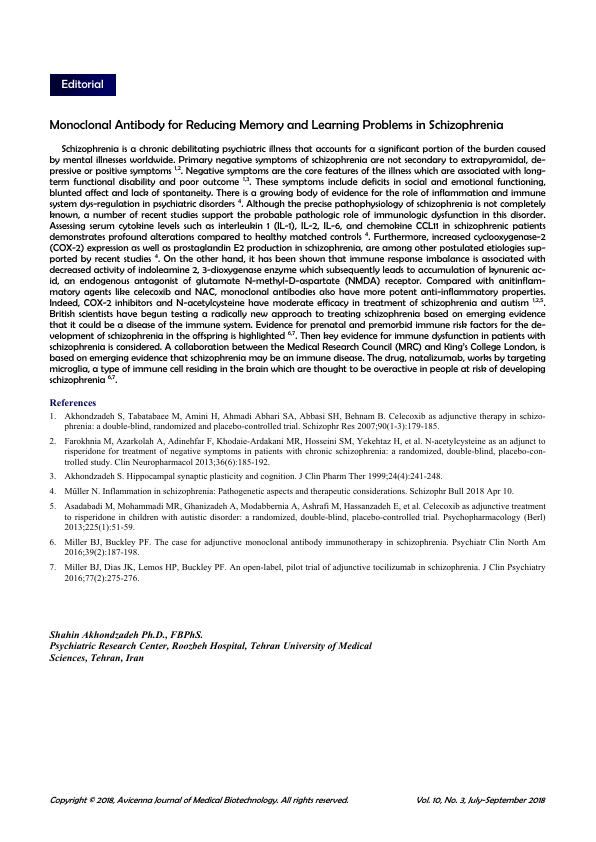 Editorial
Monoclonal Antibody for Reducing Memory and Learning Problems in Schizophrenia
Schizophrenia is a chronic debilitating psychiatric illness that accounts for a significant portion of the burden caused
by mental illnesses worldwide. Primary negative symptoms of schizophrenia are not secondary to extrapyramidal, de-
pressive or positive symptoms 1,2. Negative symptoms are the core features of the illness which are associated with long-
term functional disability and poor outcome 1,3. These symptoms include deficits in social and emotional functioning,
blunted affect and lack of spontaneity. There is a growing body of evidence for the role of inflammation and immune
system dys-regulation in psychiatric disorders 4. Although the precise pathophysiology of schizophrenia is not completely
known, a number of recent studies support the probable pathologic role of immunologic dysfunction in this disorder.
Assessing serum cytokine levels such as interleukin 1 (IL-1), IL-2, IL-6, and chemokine CCL11 in schizophrenic patients
demonstrates profound alterations compared to healthy matched controls 4. Furthermore, increased cyclooxygenase-2
(COX-2) expression as well as prostaglandin E2 production in schizophrenia, are among other postulated etiologies sup-
ported by recent studies 4. On the other hand, it has been shown that immune response imbalance is associated with
decreased activity of indoleamine 2, 3-dioxygenase enzyme which subsequently leads to accumulation of kynurenic ac-
id, an endogenous antagonist of glutamate N-methyl-D-aspartate (NMDA) receptor. Compared with antiinflam-
matory agents like celecoxib and NAC, monoclonal antibodies also have more potent anti-inflammatory properties.
Indeed, COX-2 inhibitors and N-acetylcysteine have moderate efficacy in treatment of schizophrenia and autism 1,2,5.
British scientists have begun testing a radically new approach to treating schizophrenia based on emerging evidence
that it could be a disease of the immune system. Evidence for prenatal and premorbid immune risk factors for the de-
velopment of schizophrenia in the offspring is highlighted 6,7. Then key evidence for immune dysfunction in patients with
schizophrenia is considered. A collaboration between the Medical Research Council (MRC) and King's College London, is
based on emerging evidence that schizophrenia may be an immune disease. The drug, natalizumab, works by targeting
microglia, a type of immune cell residing in the brain which are thought to be overactive in people at risk of developing
schizophrenia 6,7.
References
1. Akhondzadeh S, Tabatabaee M, Amini H, Ahmadi Abhari SA, Abbasi SH, Behnam B. Celecoxib as adjunctive therapy in schizo-
phrenia: a double-blind, randomized and placebo-controlled trial. Schizophr Res 2007;90(1-3):179-185.
2. Farokhnia M, Azarkolah A, Adinehfar F, Khodaie-Ardakani MR, Hosseini SM, Yekehtaz H, et al. N-acetylcysteine as an adjunct to
risperidone for treatment of negative symptoms in patients with chronic schizophrenia: a randomized, double-blind, placebo-con-
trolled study. Clin Neuropharmacol 2013;36(6):185-192.
3. Akhondzadeh S. Hippocampal synaptic plasticity and cognition. J Clin Pharm Ther 1999;24(4):241-248.
4. Müller N. Inflammation in schizophrenia: Pathogenetic aspects and therapeutic considerations. Schizophr Bull 2018 Apr 10.
5. Asadabadi M, Mohammadi MR, Ghanizadeh A, Modabbernia A, Ashrafi M, Hassanzadeh E, et al. Celecoxib as adjunctive treatment
to risperidone in children with autistic disorder: a randomized, double-blind, placebo-controlled trial. Psychopharmacology (Berl)
2013;225(1):51-59.
6. Miller BJ, Buckley PF. The case for adjunctive monoclonal antibody immunotherapy in schizophrenia. Psychiatr Clin North Am
2016;39(2):187-198.
7. Miller BJ, Dias JK, Lemos HP, Buckley PF. An open-label, pilot trial of adjunctive tocilizumab in schizophrenia. J Clin Psychiatry
2016;77(2):275-276.
Shahin Akhondzadeh Ph.D., FBPhS.
Psychiatric Research Center, Roozbeh Hospital, Tehran University of Medical
Sciences, Tehran, Iran
Copyright © 2018, Avicenna Journal of Medical Biotechnology. All rights reserved. Vol. 10, No. 3, July-September 2018